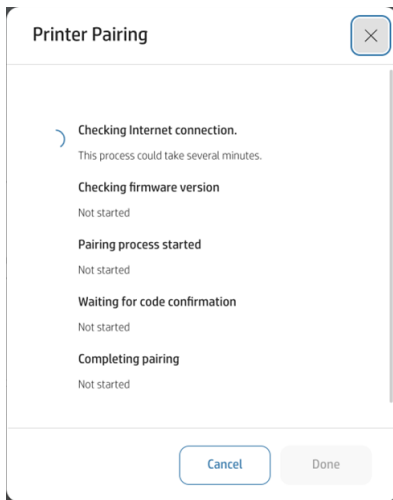 Printer Pairing
Checking Internet connection.
This process could take several minutes.
Checking firmware version
Not started
Pairing process started
Not started
Waiting for code confirmation
Not started
Completing pairing
Not started
Cancel
Done